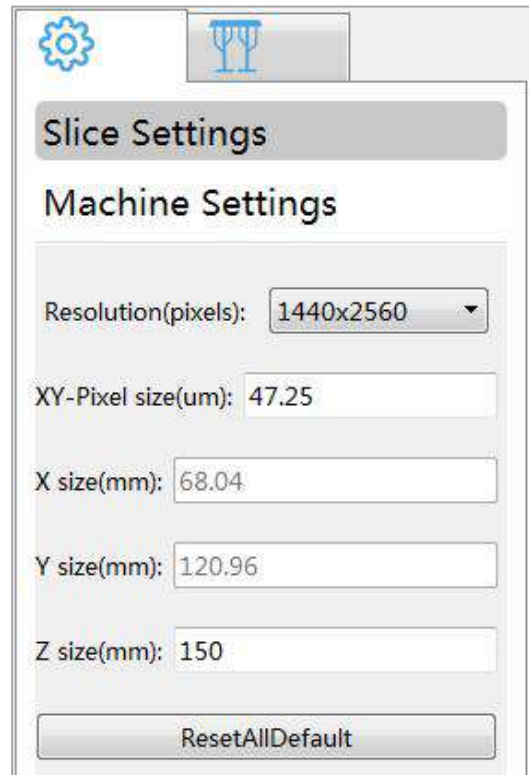 Slice Settings
Machine Settings
Resolution(pixels): 1440x2560
XY-Pixel size(um): 47.25
X size(mm): 68.04
Y size(mm): 120.96
Z size(mm): 150
ResetAllDefault